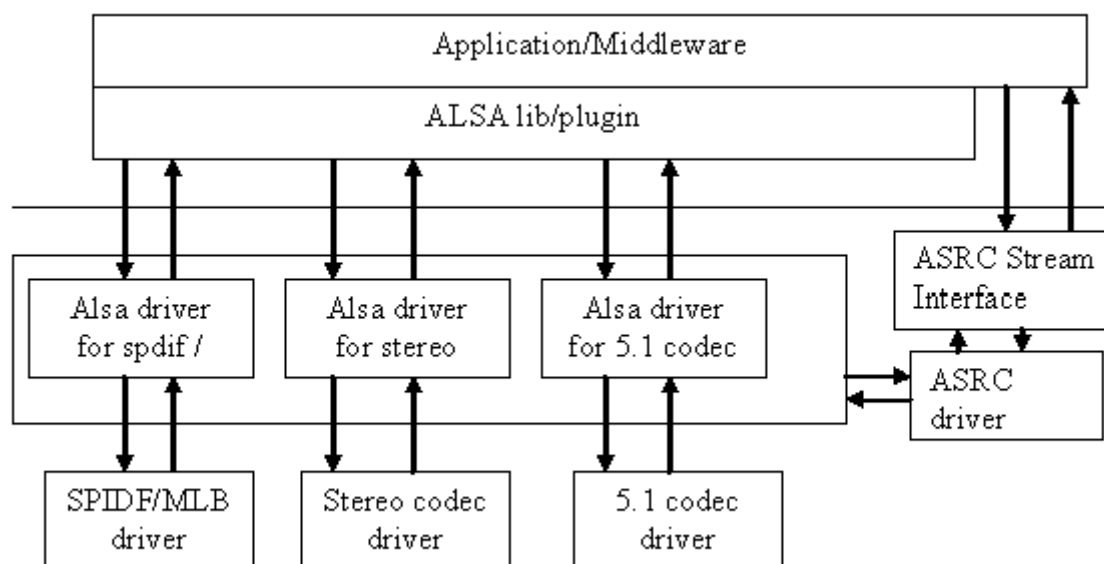 Application/Middleware
ALSA lib/plugin
ASRC Stream
Interface
Alsa driver
for spdif /
Alsa driver
for stereo
Alsa driver
for 5.1 codec
ASRC
driver
SPIDF/MLB
driver
Stereo codec
driver
5.1 codec
driver